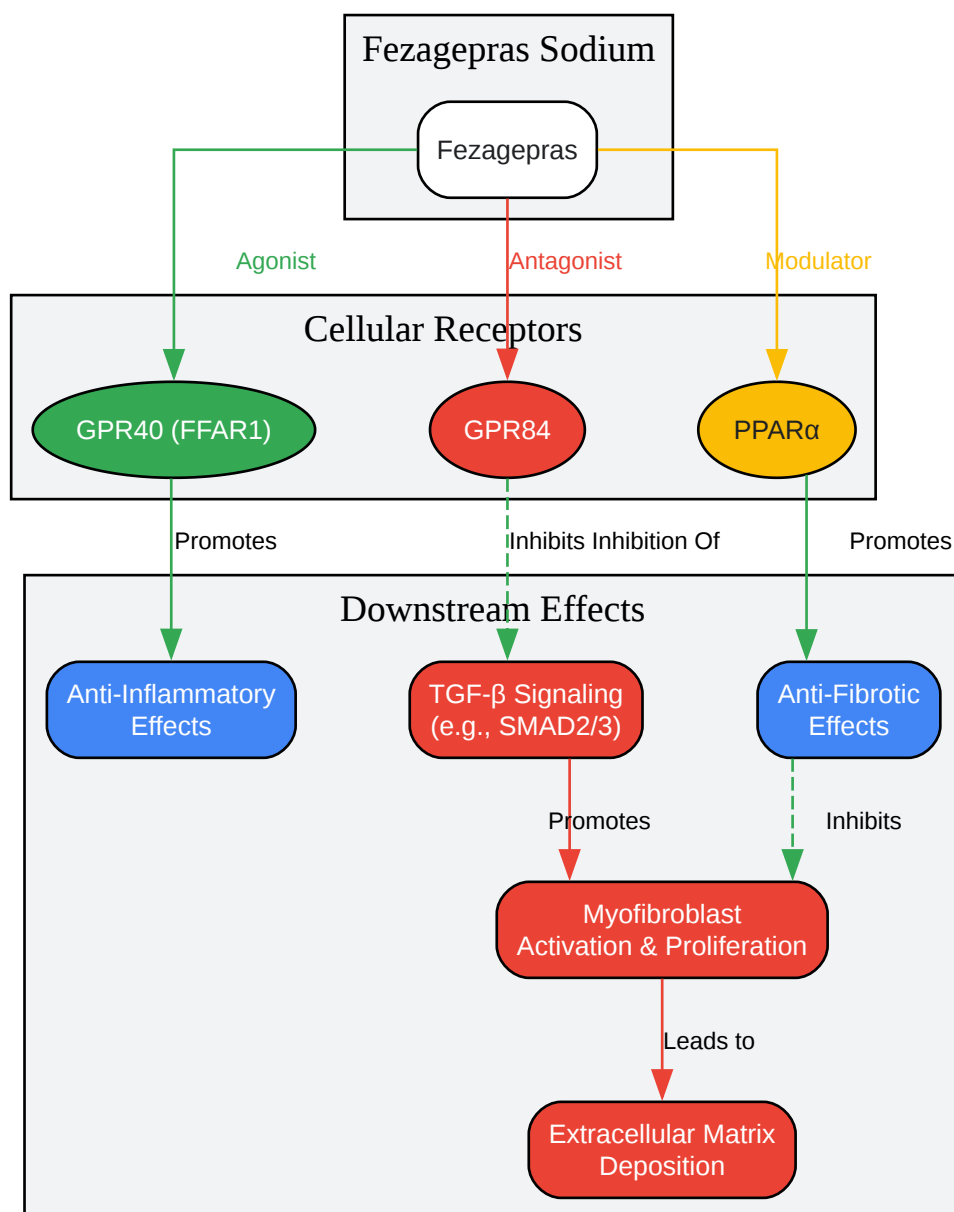 Fezagepras Sodium
Fezagepras
Agonist
Antagonist
Modulator
Cellular Receptors
GPR40 (FFAR1)
GPR84
PPARα
Promotes
Inhibits Inhibition Of
Promotes
Downstream Effects
Anti-Inflammatory
Effects
TGF-β Signaling
(e.g., SMAD2/3)
Anti-Fibrotic
Effects
Promotes
Inhibits
Myofibroblast
Activation & Proliferation
Leads to
Extracellular Matrix
Deposition